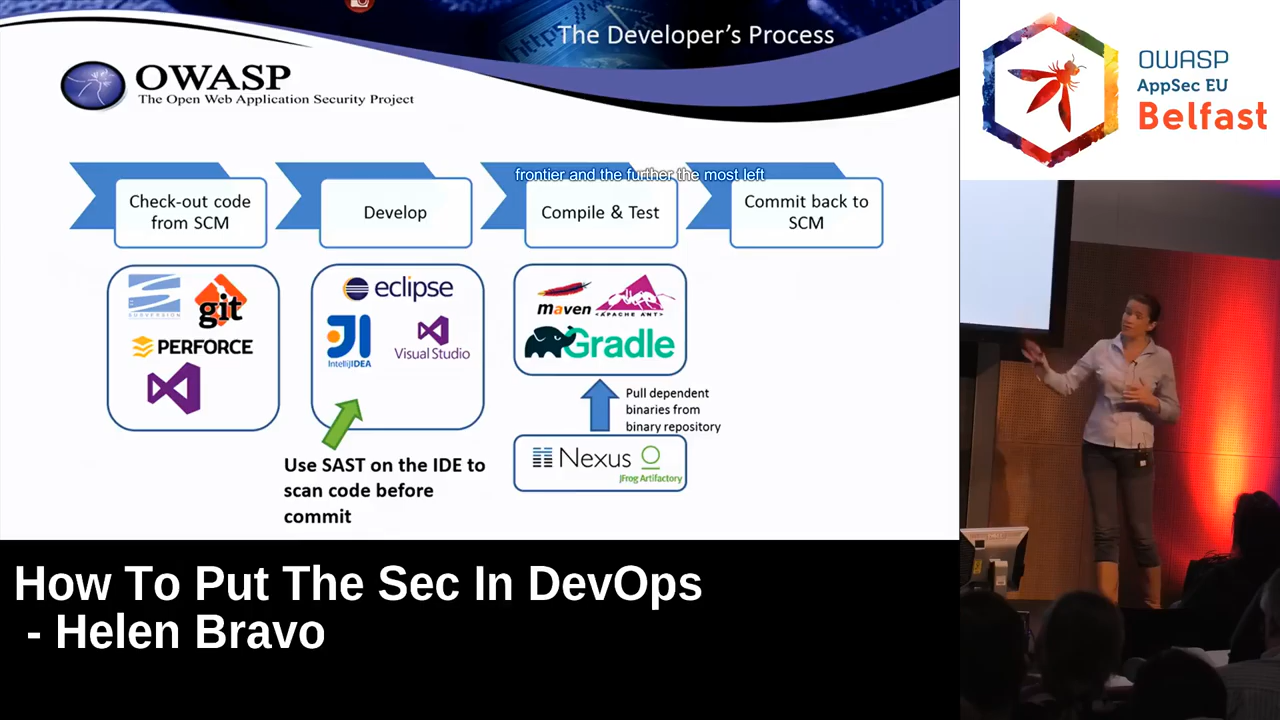 The Developer's Process
OWASP
The Open Web Application Security Project
OWASP
AppSec EU
Belfast
frontier and the further the most left
Check-out code
from SCM
Develop
Compile & Test
Commit back to
SCM
SUBVERSION
git
PERFORCE
eclipse
IntelliJIDEA
Visual Studio
maven
APACHE ANT
Gradle
Pull dependent
binaries from
binary repository
Nexus
JFrog Artifactory
Use SAST on the IDE to
scan code before
commit
How To Put The Sec In DevOps
- Helen Bravo